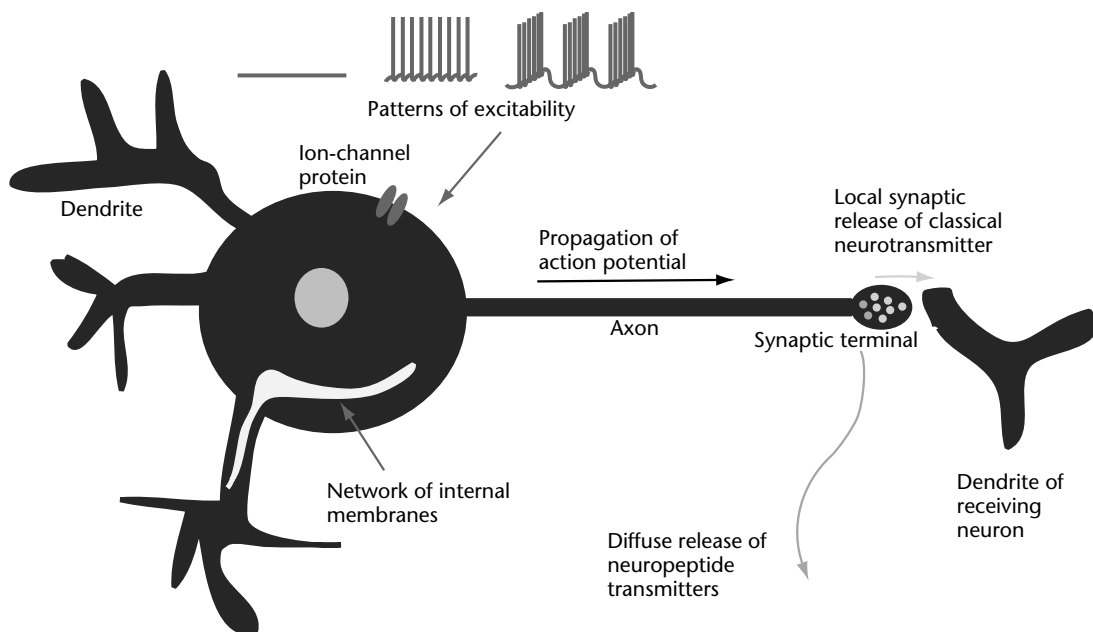 Patterns of excitability
Ion-channel
protein
Dendrite
Local synaptic
release of classical
neurotransmitter
Propagation of
action potential
Axon
Synaptic terminal
Network of internal
membranes
Dendrite of
receiving
neuron
Diffuse release of
neuropeptide
transmitters